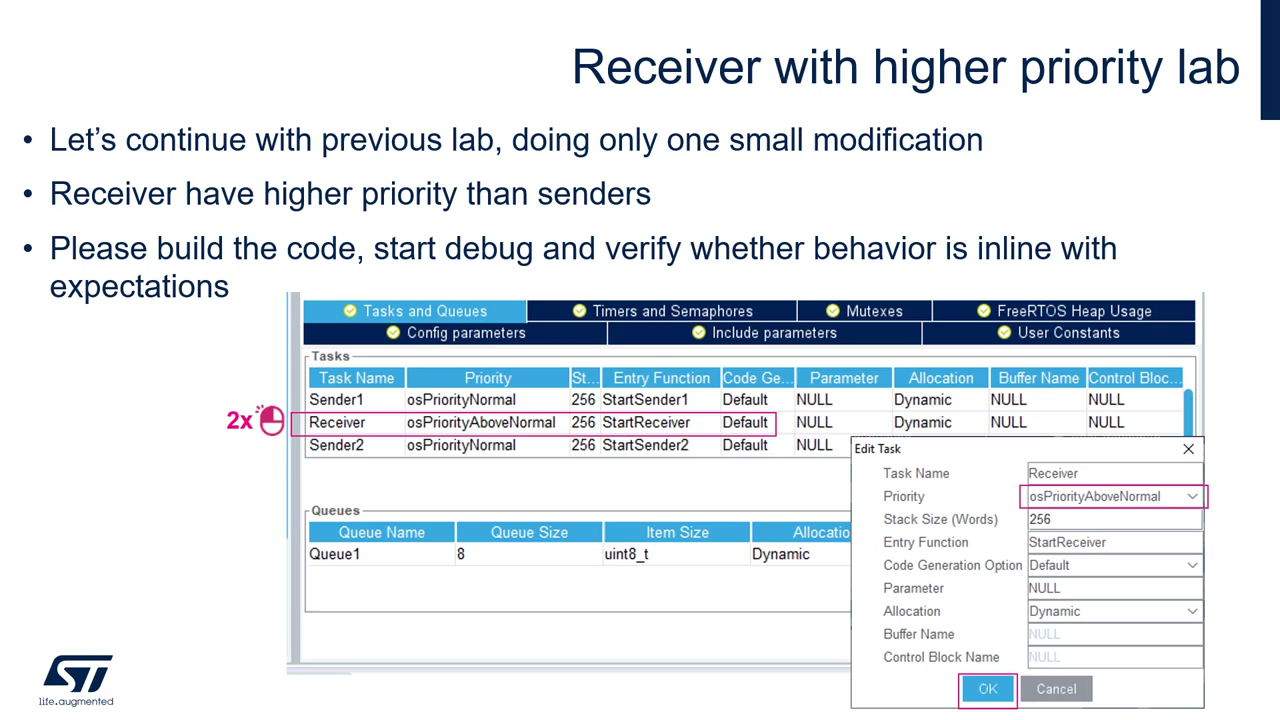 Receiver with higher priority lab
• Let's continue with previous lab, doing only one small modification
• Receiver have higher priority than senders
• Please build the code, start debug and verify whether behavior is inline with
expectations
Tasks and Queues Timers and Semaphores Mutexes FreeRTOS Heap Usage
Config parameters Include parameters User Constants
Tasks
Task Name Priority St... Entry Function Code Ge... Parameter Allocation Buffer Name Control Bloc...
Sender1 osPriorityNormal 256 StartSender1 Default NULL Dynamic NULL NULL
2x
Receiver osPriorityAboveNormal 256 StartReceiver Default NULL Dynamic NULL NULL
Sender2 osPriorityNormal 256 StartSender2 Default NULL
Queues
Queue Name Queue Size Item Size Allocatio
Queue1 8 uint8_t Dynamic
Edit Task
Task Name Receiver
Priority osPriorityAboveNormal
Stack Size (Words) 256
Entry Function StartReceiver
Code Generation Option Default
Parameter NULL
Allocation Dynamic
Buffer Name NULL
Control Block Name NULL
OK Cancel
ST
life.augmented